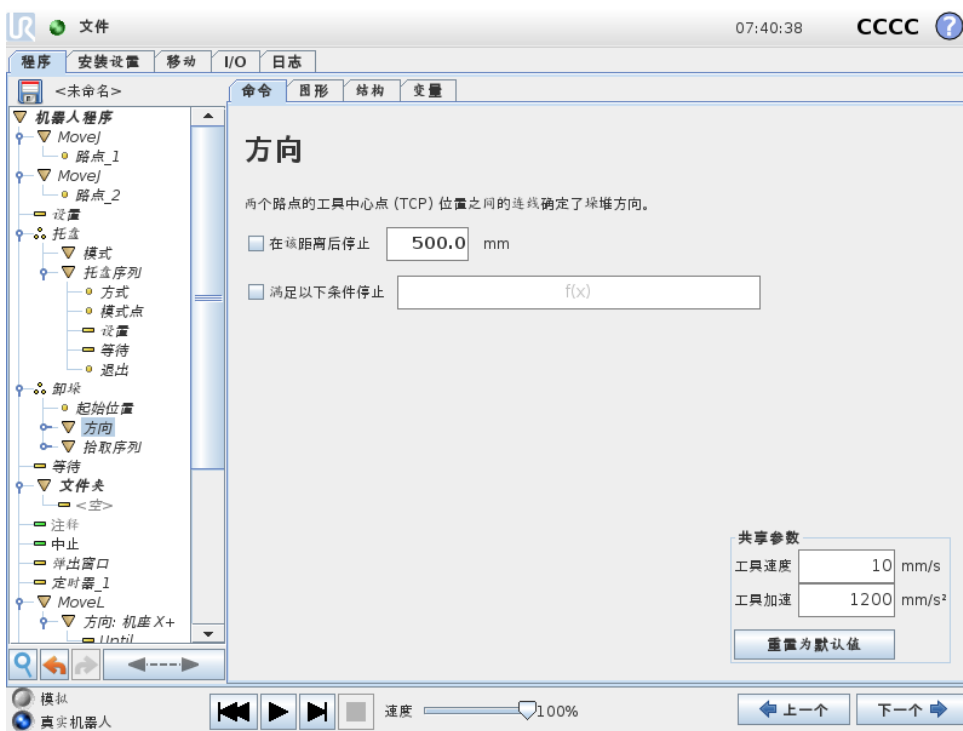 UR 文件 07:40:38 CCCC ?
程序 安装设置 移动 I/O 日志
<未命名>
命令 图形 结构 变量
机器人程序
MoveJ
路点_1
MoveJ
路点_2
设置
托盘
模式
托盘序列
方式
模式点
设置
等待
退出
卸垛
起始位置
方向
拾取序列
等待
文件夹
<空>
注释
中止
弹出窗口
定时器_1
MoveL
方向: 机座 X+
Until
方向
两个路点的工具中心点 (TCP) 位置之间的连线确定了垛堆方向。
在该距离后停止 500.0 mm
满足以下条件停止 f(x)
共享参数
工具速度 10 mm/s
工具加速 1200 mm/s²
重置为默认值
模拟
真实机器人
速度 100%
上一个 下一个